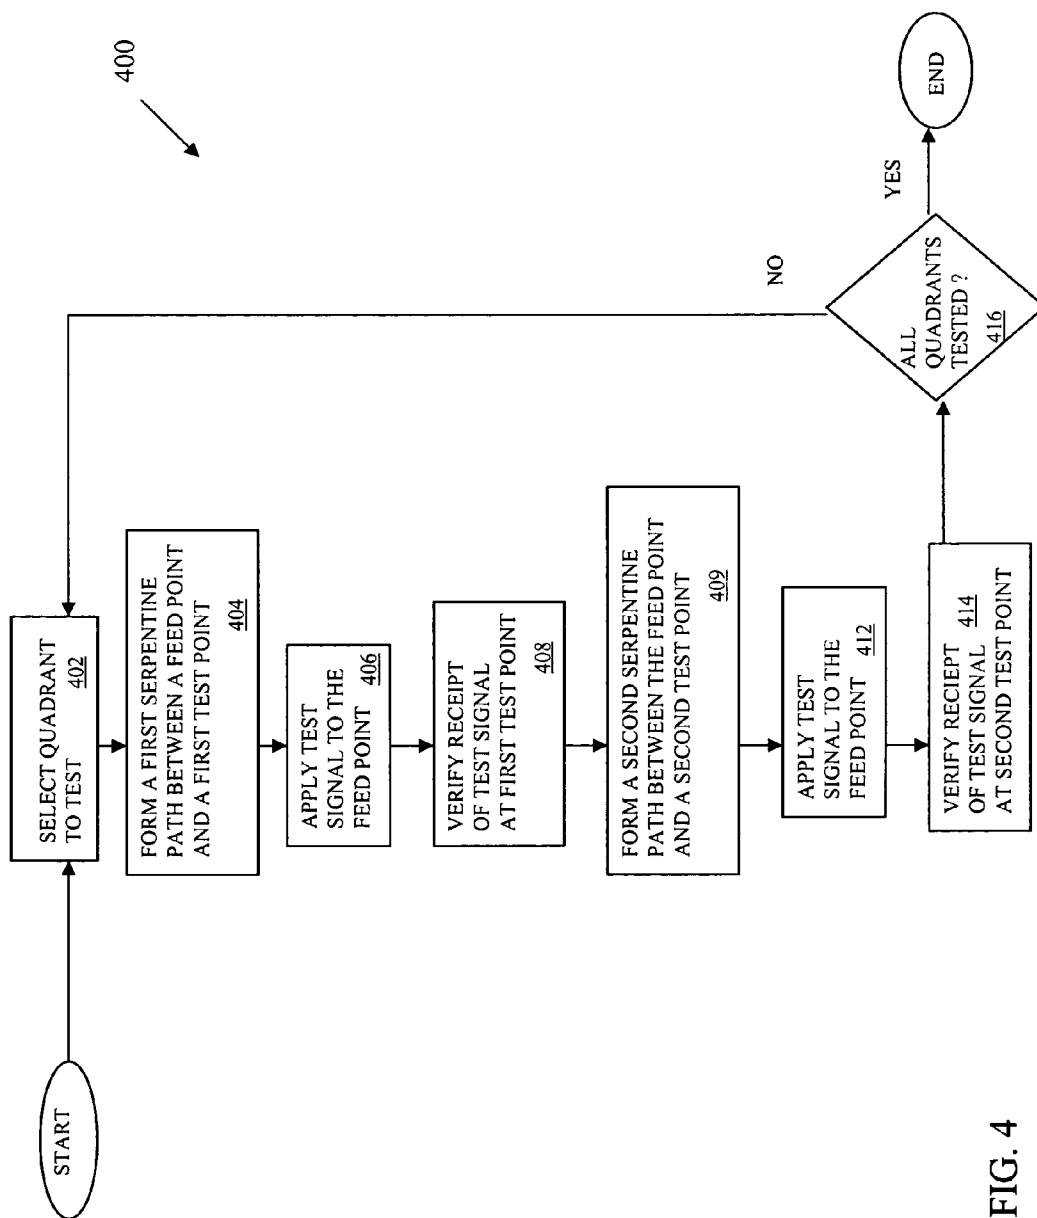 400
START
SELECT QUADRANT
TO TEST
402
FORM A FIRST SERPENTINE
PATH BETWEEN A FEED POINT
AND A FIRST TEST POINT
404
APPLY TEST
SIGNAL TO THE
FEED POINT
406
VERIFY RECEIPT
OF TEST SIGNAL
AT FIRST TEST POINT
408
FORM A SECOND SERPENTINE
PATH BETWEEN THE FEED POINT
AND A SECOND TEST POINT
409
APPLY TEST
SIGNAL TO THE
FEED POINT
412
VERIFY RECIEPT
OF TEST SIGNAL 414
AT SECOND TEST POINT
ALL
QUADRANTS
TESTED ?
416
NO
YES
END
FIG. 4